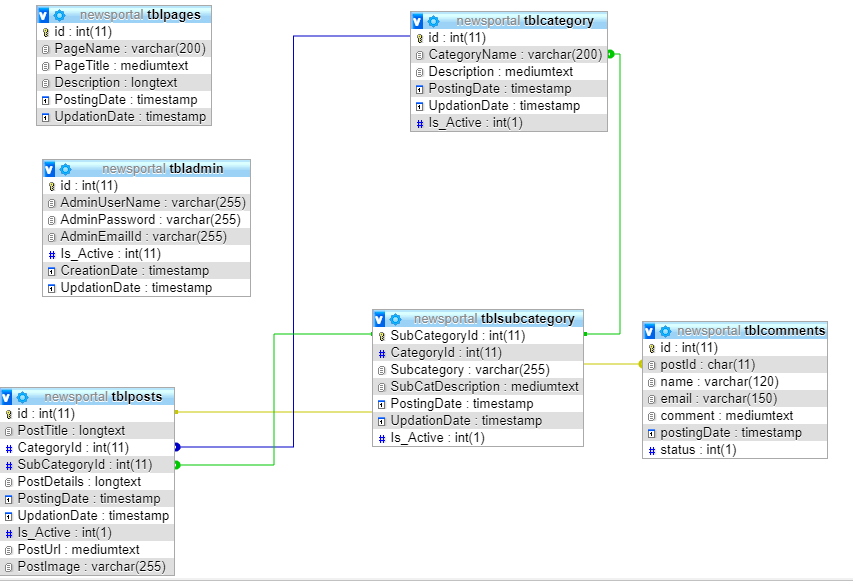 newsportal tblpages
id : int(11)
PageName : varchar(200)
PageTitle : mediumtext
Description : longtext
PostingDate : timestamp
UpdationDate : timestamp
newsportal tblcategory
id : int(11)
CategoryName : varchar(200)
Description : mediumtext
PostingDate : timestamp
UpdationDate : timestamp
Is_Active : int(1)
newsportal tbladmin
id : int(11)
AdminUserName : varchar(255)
AdminPassword : varchar(255)
AdminEmailId : varchar(255)
Is_Active : int(11)
CreationDate : timestamp
UpdationDate : timestamp
newsportal tblsubcategory
SubCategoryId : int(11)
CategoryId : int(11)
Subcategory : varchar(255)
SubCatDescription : mediumtext
PostingDate : timestamp
UpdationDate : timestamp
Is_Active : int(1)
newsportal tblcomments
id : int(11)
postId : char(11)
name : varchar(120)
email : varchar(150)
comment : mediumtext
postingDate : timestamp
status : int(1)
newsportal tblposts
id : int(11)
PostTitle : longtext
CategoryId : int(11)
SubCategoryId : int(11)
PostDetails : longtext
PostingDate : timestamp
UpdationDate : timestamp
Is_Active : int(1)
PostUrl : mediumtext
PostImage : varchar(255)